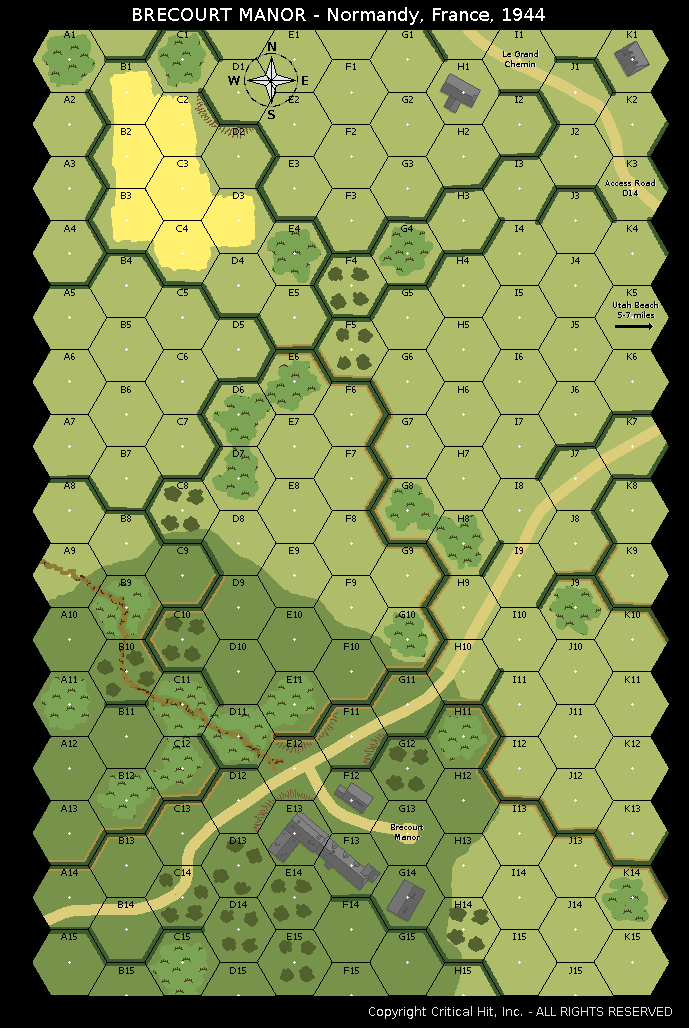 BRECOURT MANOR - Normandy, France, 1944
A1 C1 E1 G1 I1 K1
B1 D1 F1 H1 J1
N
W E
S
Le Grand
Chemin
A2 C2 E2 G2 I2 K2
B2 D2 F2 H2 J2
A3 C3 E3 G3 I3 K3
Access Road
D14
B3 D3 F3 H3 J3
A4 C4 E4 G4 I4 K4
B4 D4 F4 H4 J4
A5 C5 E5 G5 I5 K5
Utah Beach
5-7 miles
B5 D5 F5 H5 J5
A6 C6 E6 G6 I6 K6
B6 D6 F6 H6 J6
A7 C7 E7 G7 I7 K7
B7 D7 F7 H7 J7
A8 C8 E8 G8 I8 K8
B8 D8 F8 H8 J8
A9 C9 E9 G9 I9 K9
B9 D9 F9 H9 J9
A10 C10 E10 G10 I10 K10
B10 D10 F10 H10 J10
A11 C11 E11 G11 I11 K11
B11 D11 F11 H11 J11
A12 C12 E12 G12 I12 K12
B12 D12 F12 H12 J12
A13 C13 E13 G13 I13 K13
Brecourt
Manor
B13 D13 F13 H13 J13
A14 C14 E14 G14 I14 K14
B14 D14 F14 H14 J14
A15 C15 E15 G15 I15 K15
B15 D15 F15 H15 J15
Copyright Critical Hit, Inc. - ALL RIGHTS RESERVED